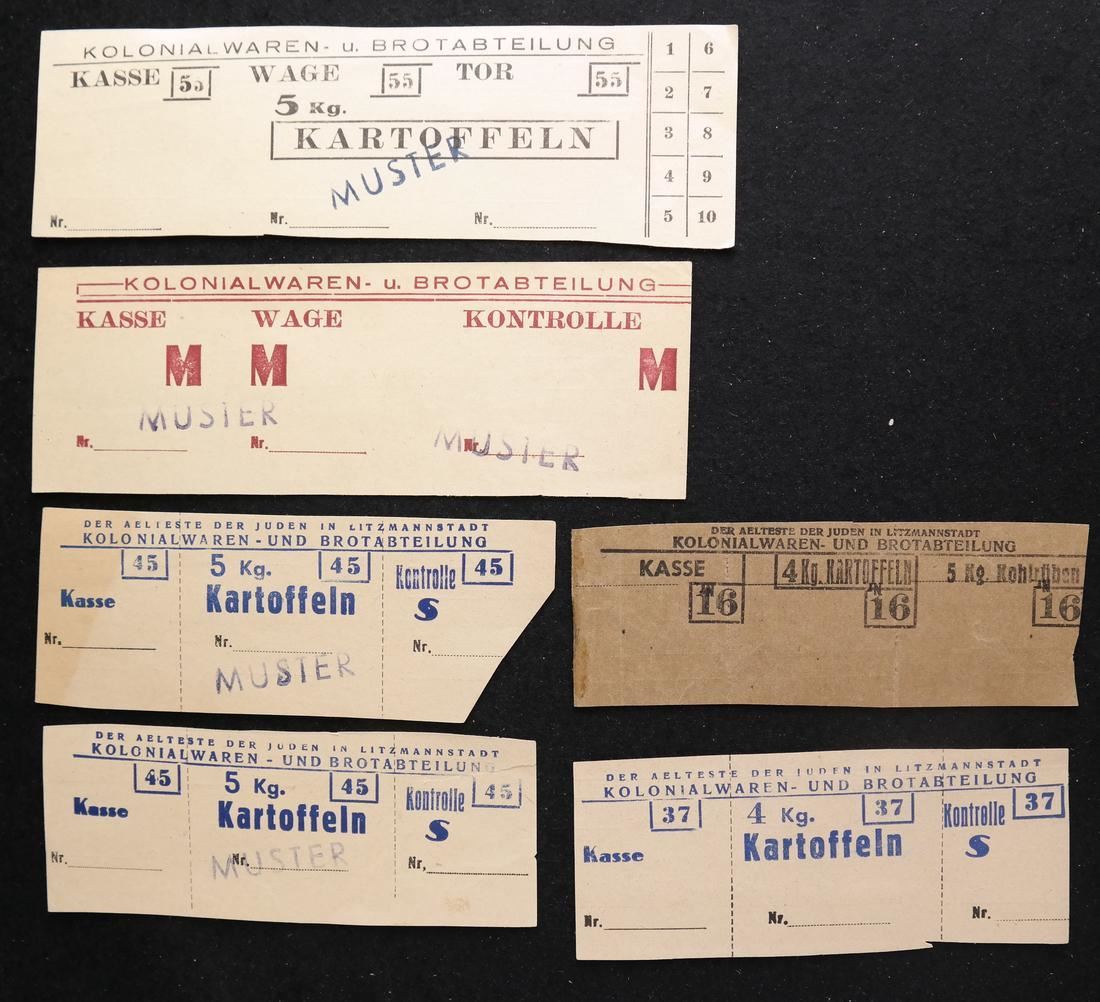 KOLONIALWAREN- u. BROTABTEILUNG
KASSE 55 WAGE 55 TOR 55
5 Kg.
KARTOFFELN
MUSTER
Nr. Nr. Nr.
1 6
2 7
3 8
4 9
5 10
KOLONIALWAREN- u. BROTABTEILUNG
KASSE WAGE KONTROLLE
M M M
MUSTER
MUSTER
Nr. Nr. Nr.
DER AELTESTE DER JUDEN IN LITZMANNSTADT
KOLONIALWAREN - UND BROTABTEILUNG
45 5 Kg. 45 Kontrolle 45
Kasse Kartoffeln S
Nr. Nr. Nr.
MUSTER
DER AELTESTE DER JUDEN IN LITZMANNSTADT
KOLONIALWAREN- UND BROTABTEILUNG
KASSE 4 Kg. KARTOFFELN 5 Kg. Kohlrüben
16 N 16 N 16
DER AELTESTE DER JUDEN IN LITZMANNSTADT
KOLONIALWAREN - UND BROTABTEILUNG
45 5 Kg. 45 Kontrolle 45
Kasse Kartoffeln S
Nr. Nr. Nr.
MUSTER
DER AELTESTE DER JUDEN IN LITZMANNSTADT
KOLONIALWAREN- UND BROTABTEILUNG
37 4 Kg. 37 Kontrolle 37
Kasse Kartoffeln S
Nr. Nr. Nr.